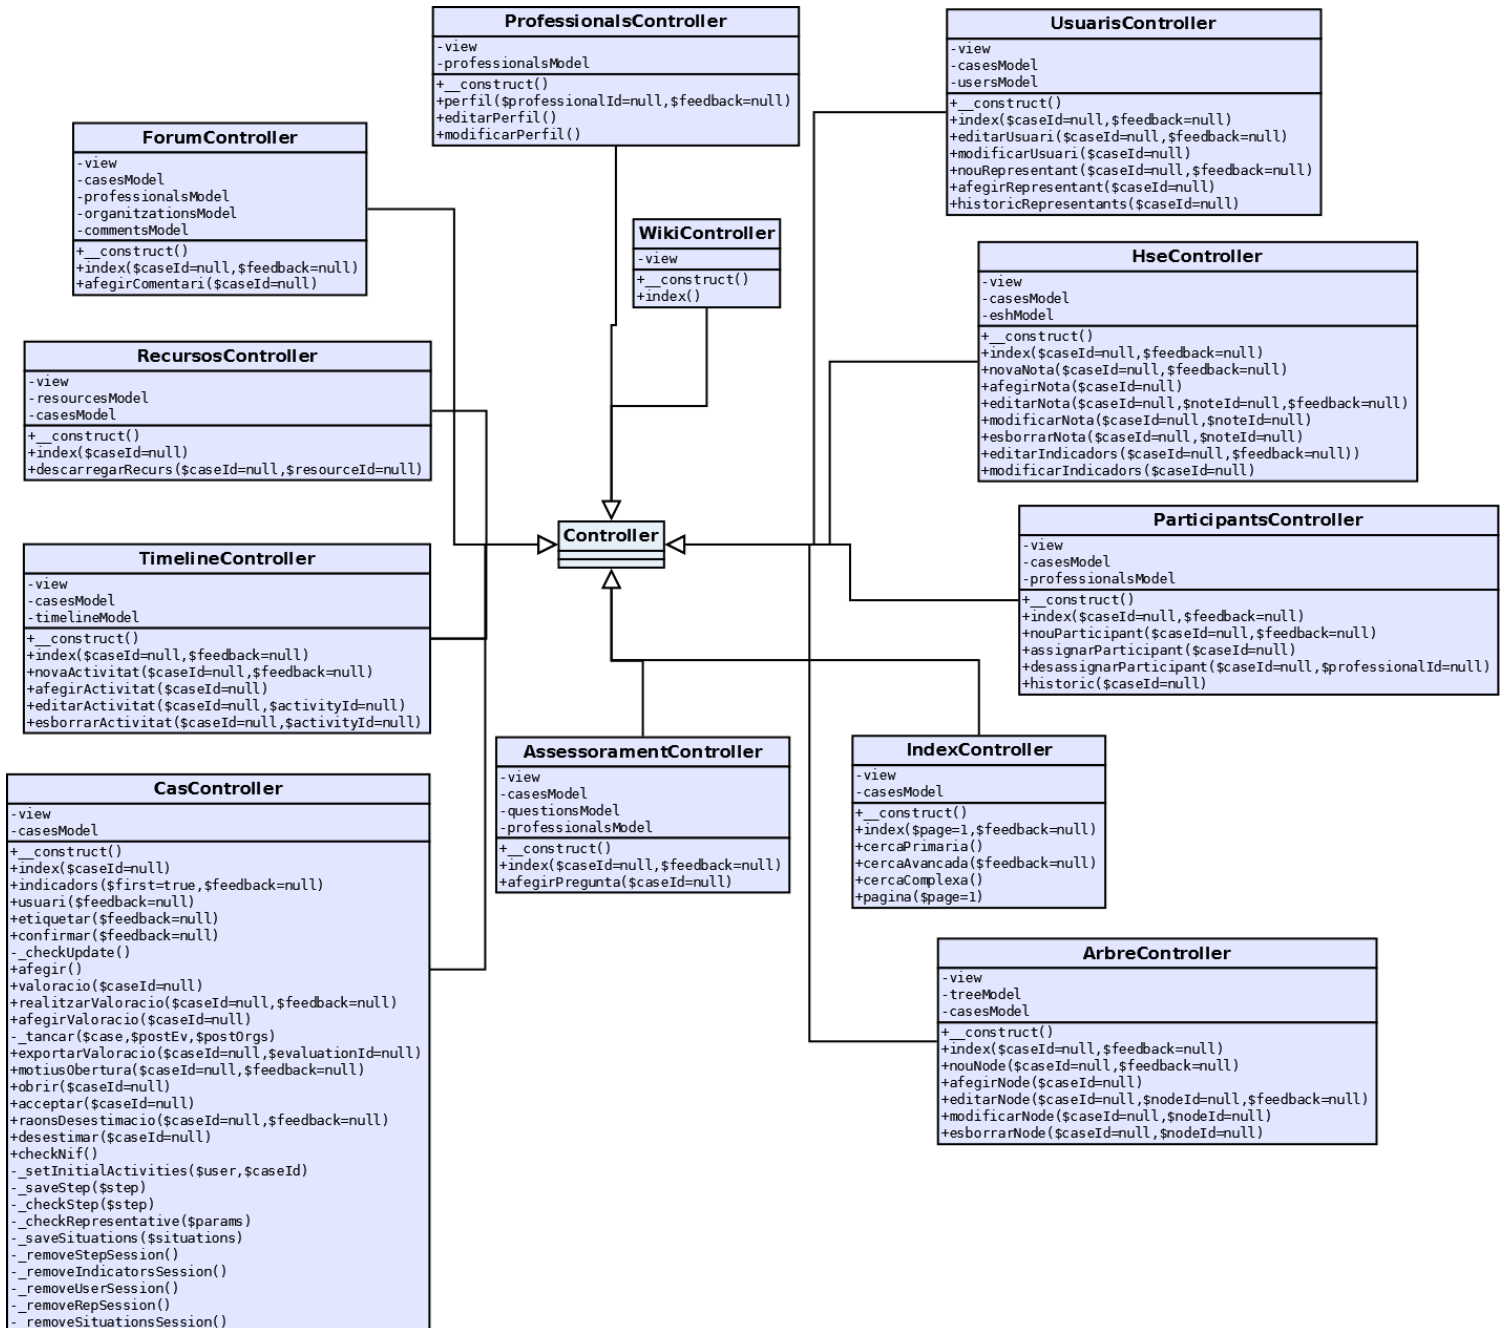 ProfessionalsController
-view
-professionalsModel
+__construct()
+perfil($professionalId=null,$feedback=null)
+editarPerfil()
+modificarPerfil()
UsuarisController
-view
-casesModel
-usersModel
+__construct()
+index($caseId=null,$feedback=null)
+editarUsuari($caseId=null,$feedback=null)
+modificarUsuari($caseId=null)
+nouRepresentant($caseId=null,$feedback=null)
+afegirRepresentant($caseId=null)
+historicRepresentants($caseId=null)
ForumController
-view
-casesModel
-professionalsModel
-organitzationsModel
-commentsModel
+__construct()
+index($caseId=null,$feedback=null)
+afegirComentari($caseId=null)
WikiController
-view
+__construct()
+index()
HseController
-view
-casesModel
-eshModel
+__construct()
+index($caseId=null,$feedback=null)
+novaNota($caseId=null,$feedback=null)
+afegirNota($caseId=null)
+editarNota($caseId=null,$noteId=null,$feedback=null)
+modificarNota($caseId=null,$noteId=null)
+esborrarNota($caseId=null,$noteId=null)
+editarIndicadors($caseId=null,$feedback=null))
+modificarIndicadors($caseId=null)
RecursosController
-view
-resourcesModel
-casesModel
+__construct()
+index($caseId=null)
+descarregarRecurs($caseId=null,$resourceId=null)
Controller
ParticipantsController
-view
-casesModel
-professionalsModel
+__construct()
+index($caseId=null,$feedback=null)
+nouParticipant($caseId=null,$feedback=null)
+assignarParticipant($caseId=null)
+desassignarParticipant($caseId=null,$professionalId=null)
+historic($caseId=null)
TimelineController
-view
-casesModel
-timelineModel
+__construct()
+index($caseId=null,$feedback=null)
+novaActivitat($caseId=null,$feedback=null)
+afegirActivitat($caseId=null)
+editarActivitat($caseId=null,$activityId=null)
+esborrarActivitat($caseId=null,$activityId=null)
AssessoramentController
-view
-casesModel
-questionsModel
-professionalsModel
+__construct()
+index($caseId=null,$feedback=null)
+afegirPregunta($caseId=null)
IndexController
-view
-casesModel
+__construct()
+index($page=1,$feedback=null)
+cercaPrimaria()
+cercaAvancada($feedback=null)
+cercaComplexa()
+pagina($page=1)
CasController
-view
-casesModel
+__construct()
+index($caseId=null)
+indicadors($first=true,$feedback=null)
+usuari($feedback=null)
+etiquetar($feedback=null)
+confirmar($feedback=null)
-_checkUpdate()
+afegir()
+valoracio($caseId=null)
+realitzarValoracio($caseId=null,$feedback=null)
+afegirValoracio($caseId=null)
-_tancar($case,$postEv,$postOrgs)
+exportarValoracio($caseId=null,$evaluationId=null)
+motiusObertura($caseId=null,$feedback=null)
+obrir($caseId=null)
+acceptar($caseId=null)
+raonsDesestimacio($caseId=null,$feedback=null)
+desestimar($caseId=null)
+checkNif()
-_setInitialActivities($user,$caseId)
-_saveStep($step)
-_checkStep($step)
-_checkRepresentative($params)
-_saveSituations($situations)
-_removeStepSession()
-_removeIndicatorsSession()
-_removeUserSession()
-_removeRepSession()
-_removeSituationsSession()
ArbreController
-view
-treeModel
-casesModel
+__construct()
+index($caseId=null,$feedback=null)
+nouNode($caseId=null,$feedback=null)
+afegirNode($caseId=null)
+editarNode($caseId=null,$nodeId=null,$feedback=null)
+modificarNode($caseId=null,$nodeId=null)
+esborrarNode($caseId=null,$nodeId=null)